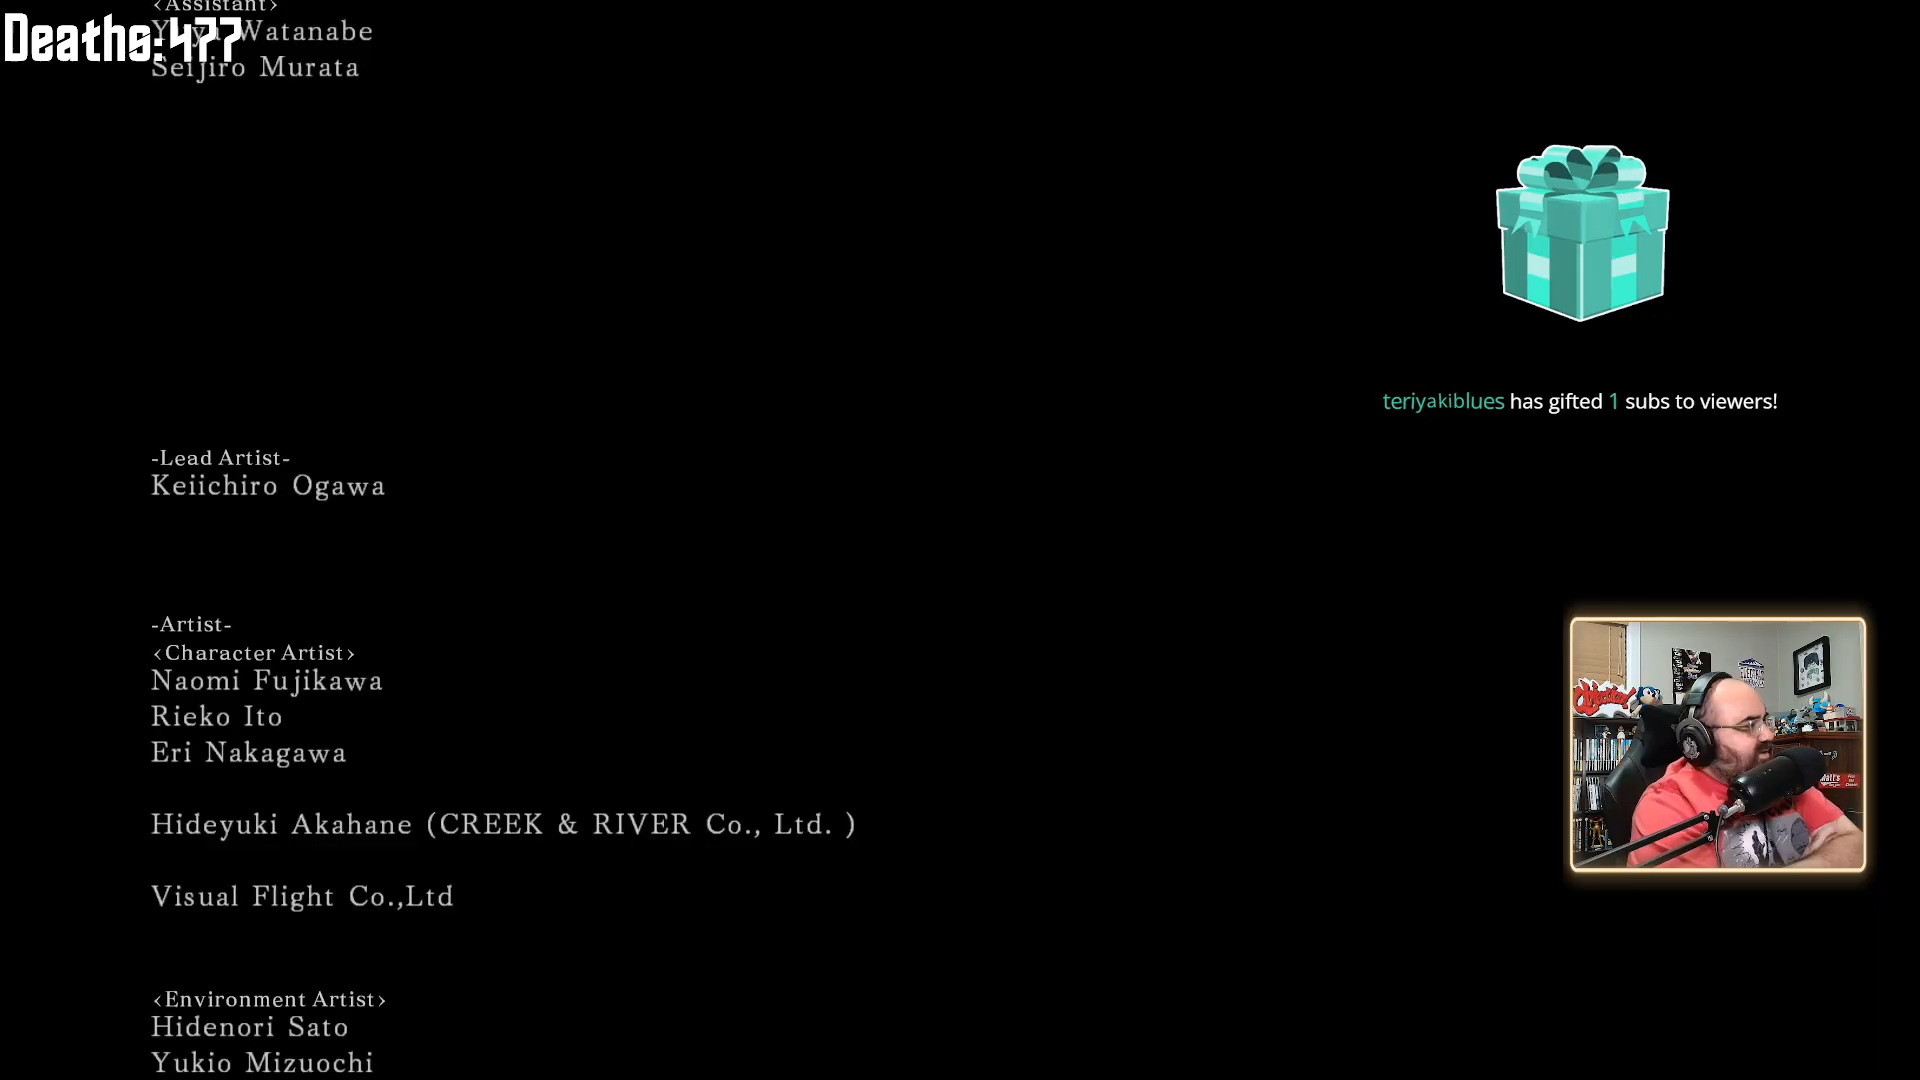 <Assistant>
Deaths:477
Watanabe
Seijiro Murata
teriyakiblues has gifted 1 subs to viewers!
-Lead Artist-
Keiichiro Ogawa
-Artist-
<Character Artist>
Naomi Fujikawa
Rieko Ito
Eri Nakagawa
Hideyuki Akahane (CREEK & RIVER Co., Ltd. )
Visual Flight Co.,Ltd
<Environment Artist>
Hidenori Sato
Yukio Mizuochi